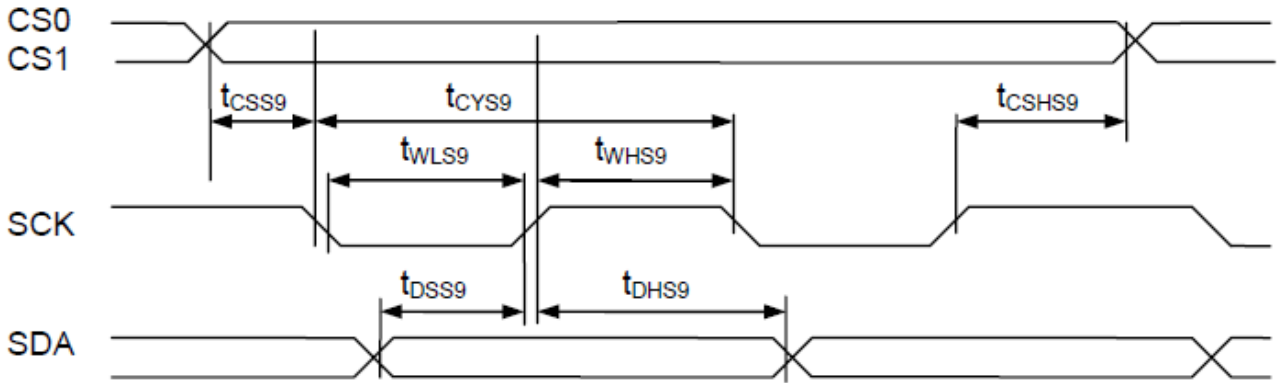 CS0
CS1
tCSS9 tCYS9 tCSHS9
tWLS9 tWHS9
SCK
tDSS9 tDHS9
SDA